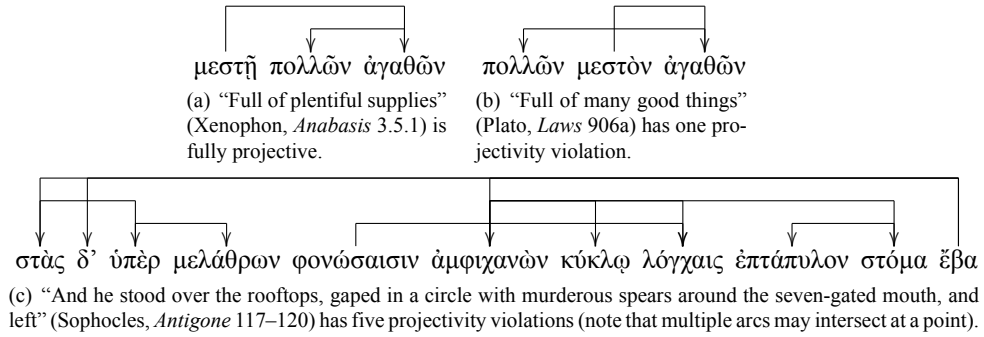 μεστῇ πολλῶν ἀγαθῶν
(a) “Full of plentiful supplies”
(Xenophon, Anabasis 3.5.1) is
fully projective.
πολλῶν μεστὸν ἀγαθῶν
(b) “Full of many good things”
(Plato, Laws 906a) has one pro-
jectivity violation.
στὰς δ’ ὑπὲρ μελάθρων φονώσαισιν ἀμφιχανὼν κύκλῳ λόγχαις ἑπτάπυλον στόμα ἔβα
(c) “And he stood over the rooftops, gaped in a circle with murderous spears around the seven-gated mouth, and
left” (Sophocles, Antigone 117–120) has five projectivity violations (note that multiple arcs may intersect at a point).